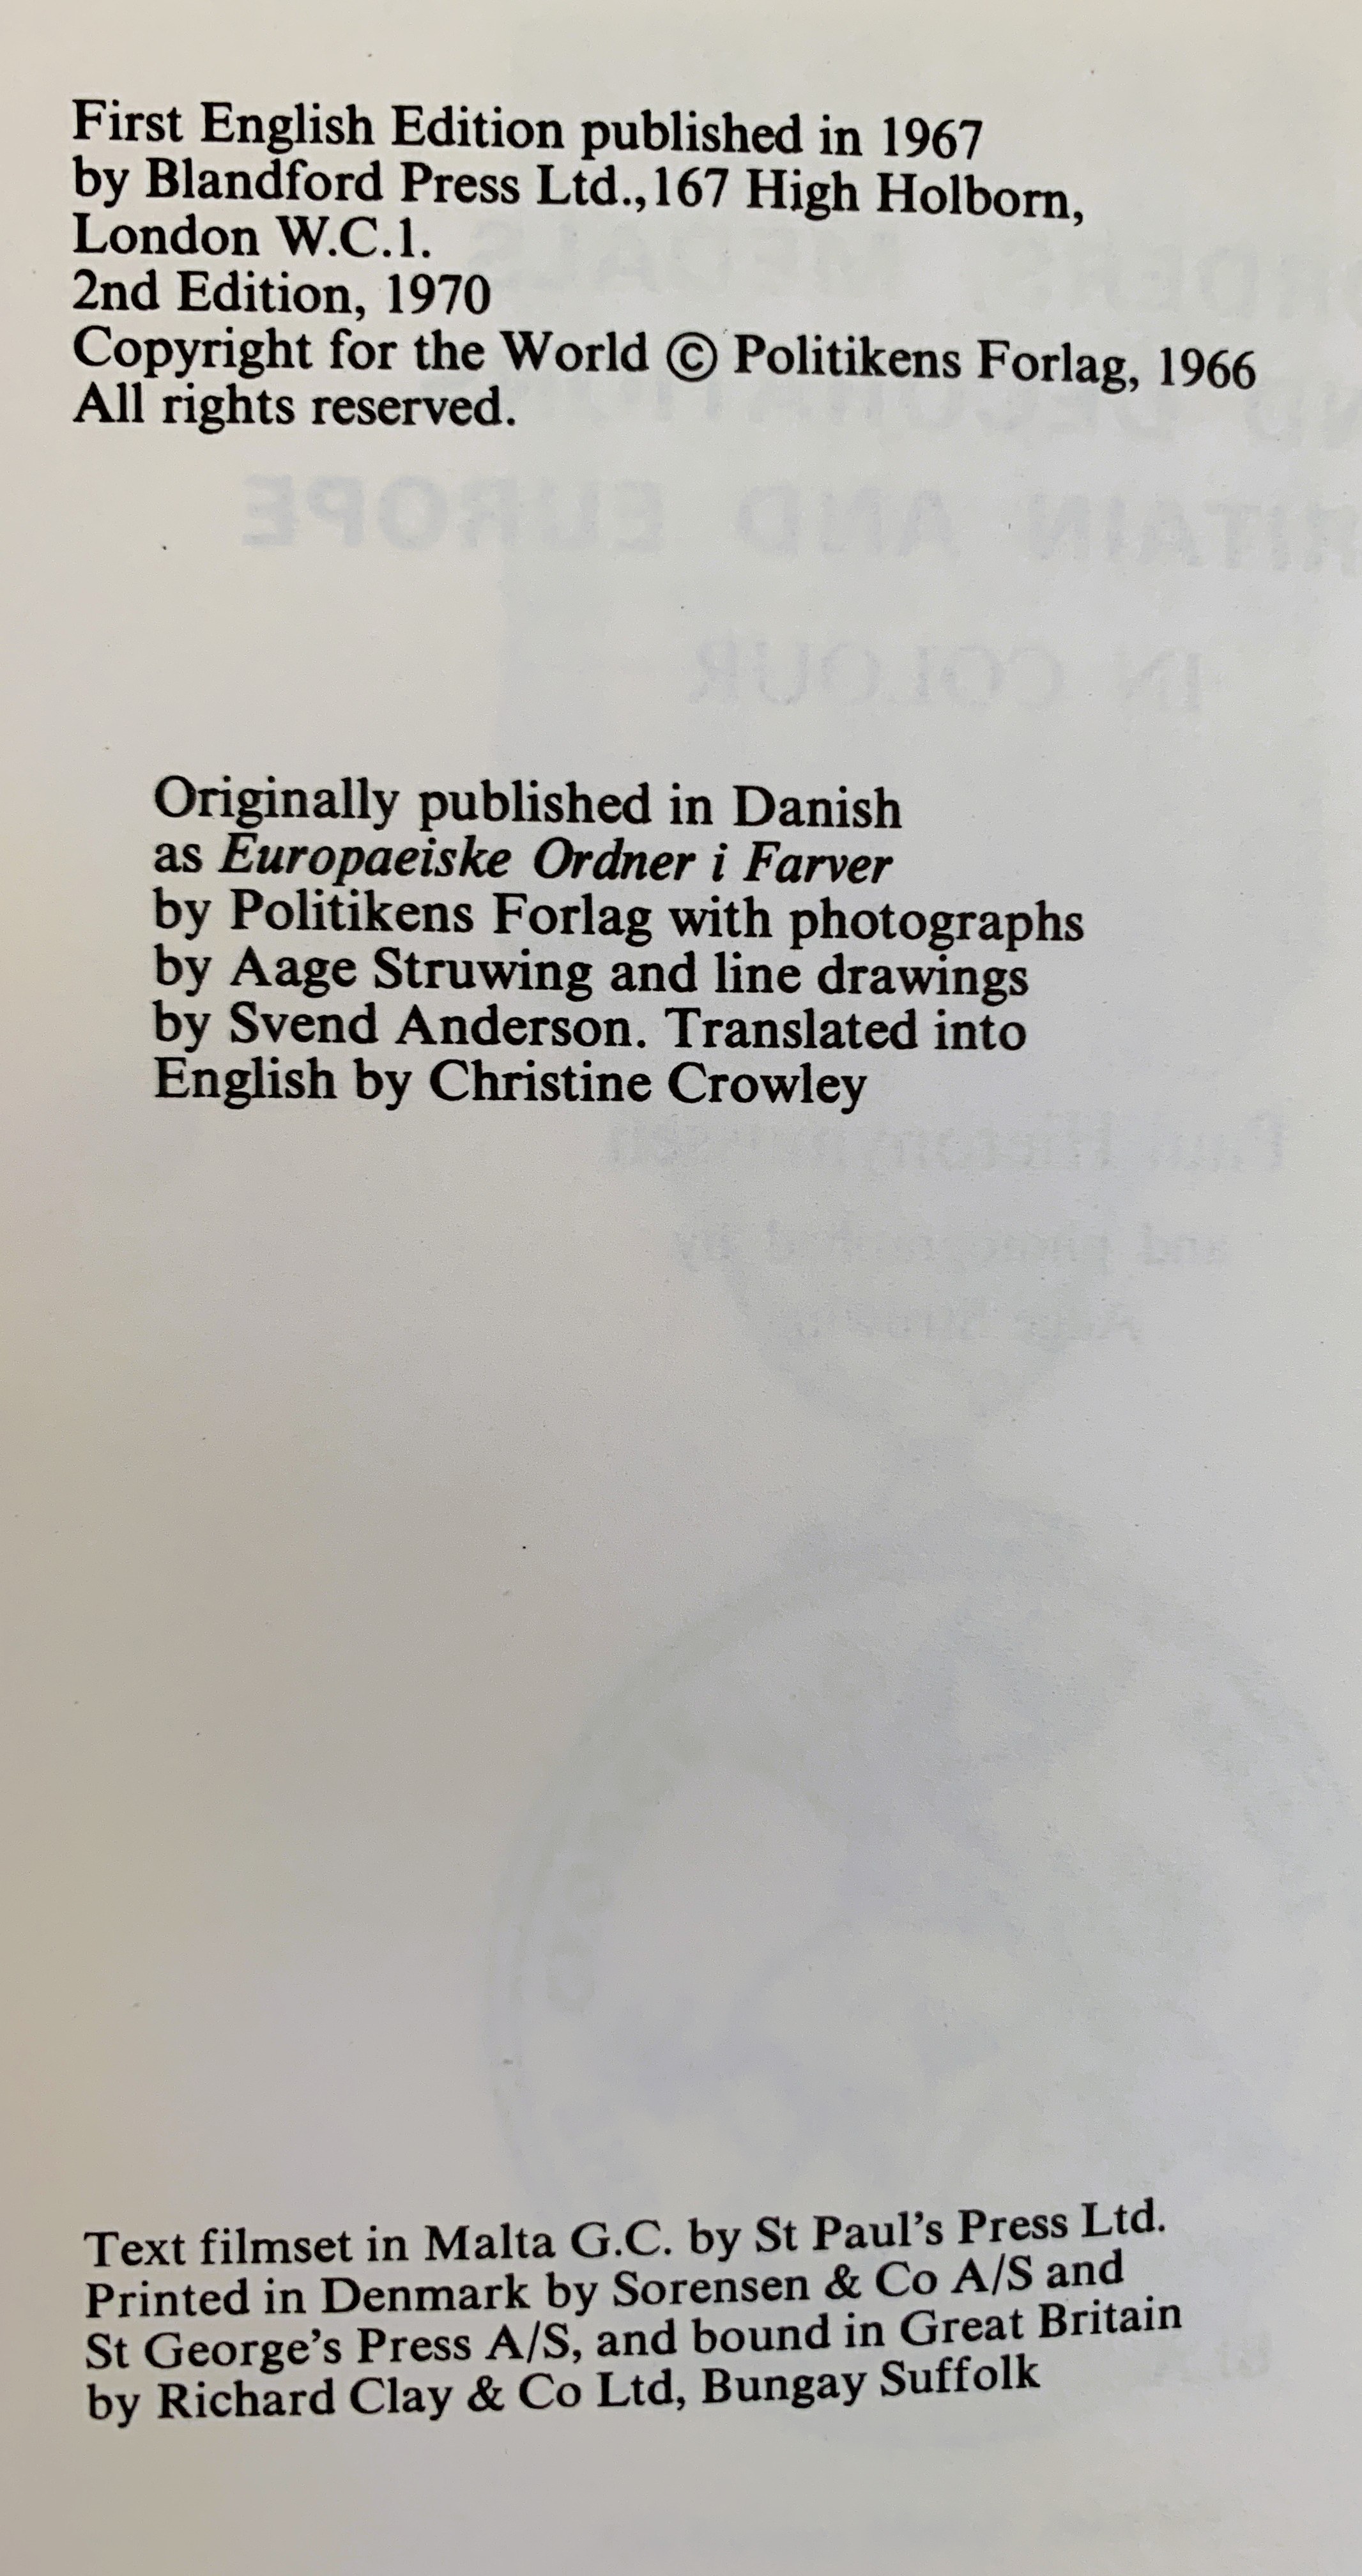 First English Edition published in 1967
by Blandford Press Ltd., 167 High Holborn,
London W.C.1.
2nd Edition, 1970
Copyright for the World © Politikens Forlag, 1966
All rights reserved.
Originally published in Danish
as Europaeiske Ordner i Farver
by Politikens Forlag with photographs
by Aage Struwing and line drawings
by Svend Anderson. Translated into
English by Christine Crowley
Text filmset in Malta G.C. by St Paul's Press Ltd.
Printed in Denmark by Sorensen & Co A/S and
St George's Press A/S, and bound in Great Britain
by Richard Clay & Co Ltd, Bungay Suffolk